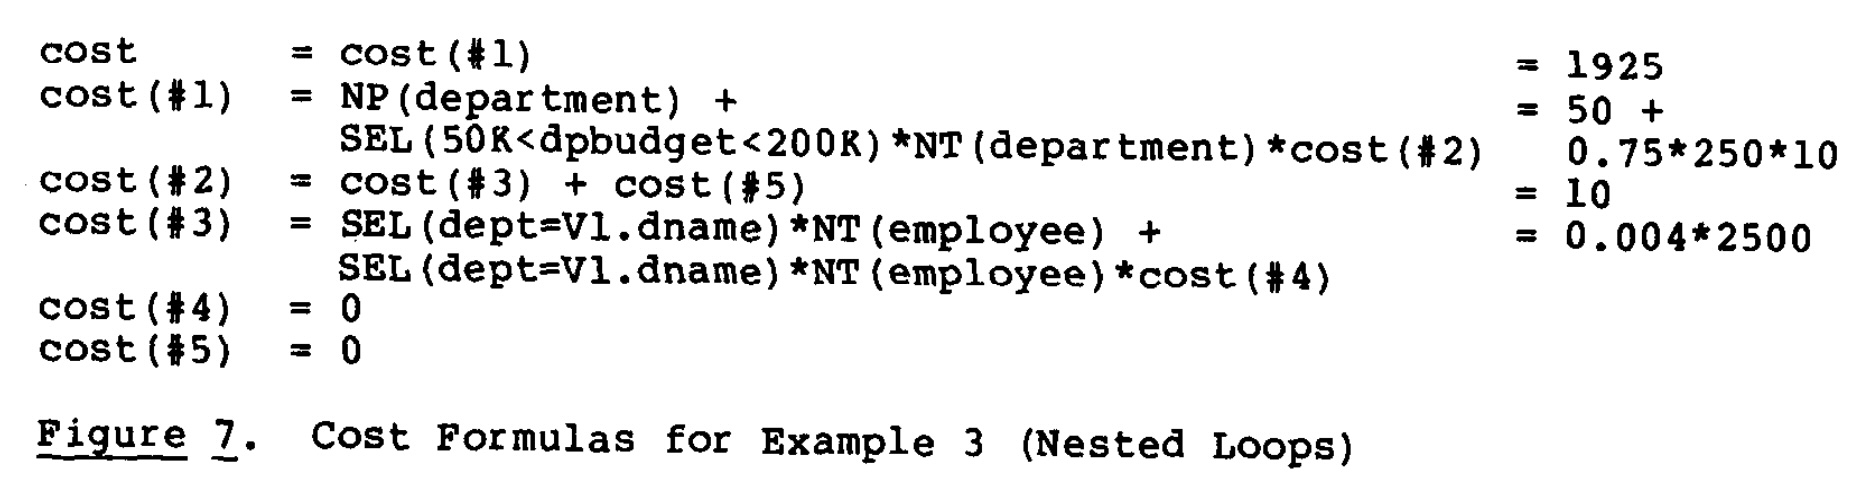 cost = cost(#1) = 1925
cost(#1) = NP(department) + = 50 +
SEL(50K<dpbudget<200K)*NT(department)*cost(#2) 0.75*250*10
cost(#2) = cost(#3) + cost(#5) = 10
cost(#3) = SEL(dept=V1.dname)*NT(employee) + = 0.004*2500
SEL(dept=V1.dname)*NT(employee)*cost(#4)
cost(#4) = 0
cost(#5) = 0
Figure 7. Cost Formulas for Example 3 (Nested Loops)